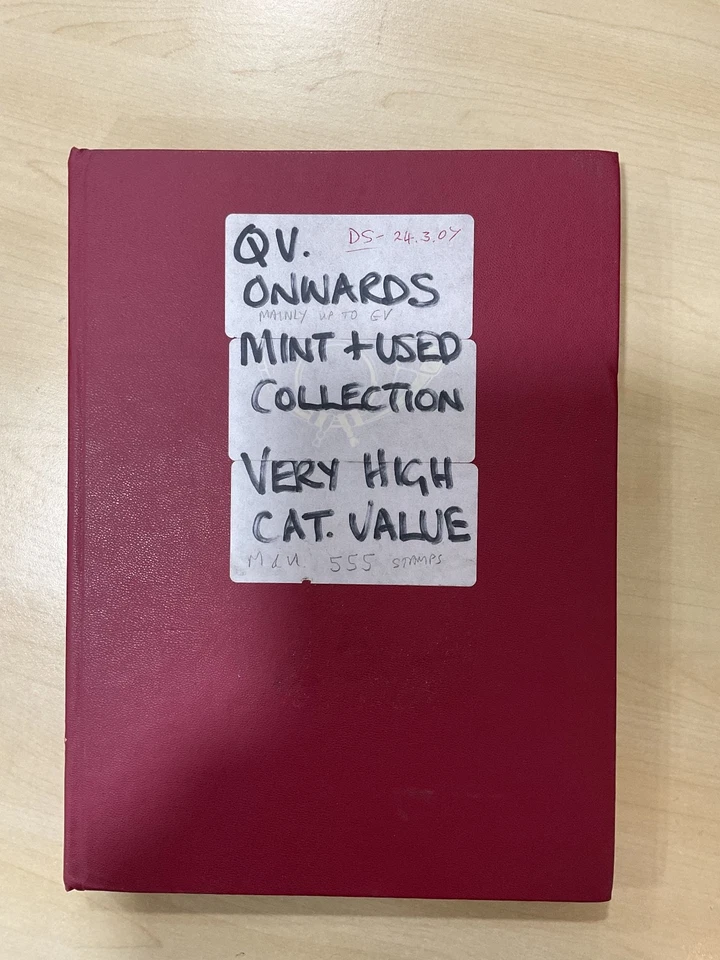 QV. DS- 24.3.07
ONWARDS
MAINLY UP TO GV
MINT + USED
COLLECTION
VERY HIGH
CAT. VALUE
M & U. 555 STAMPS